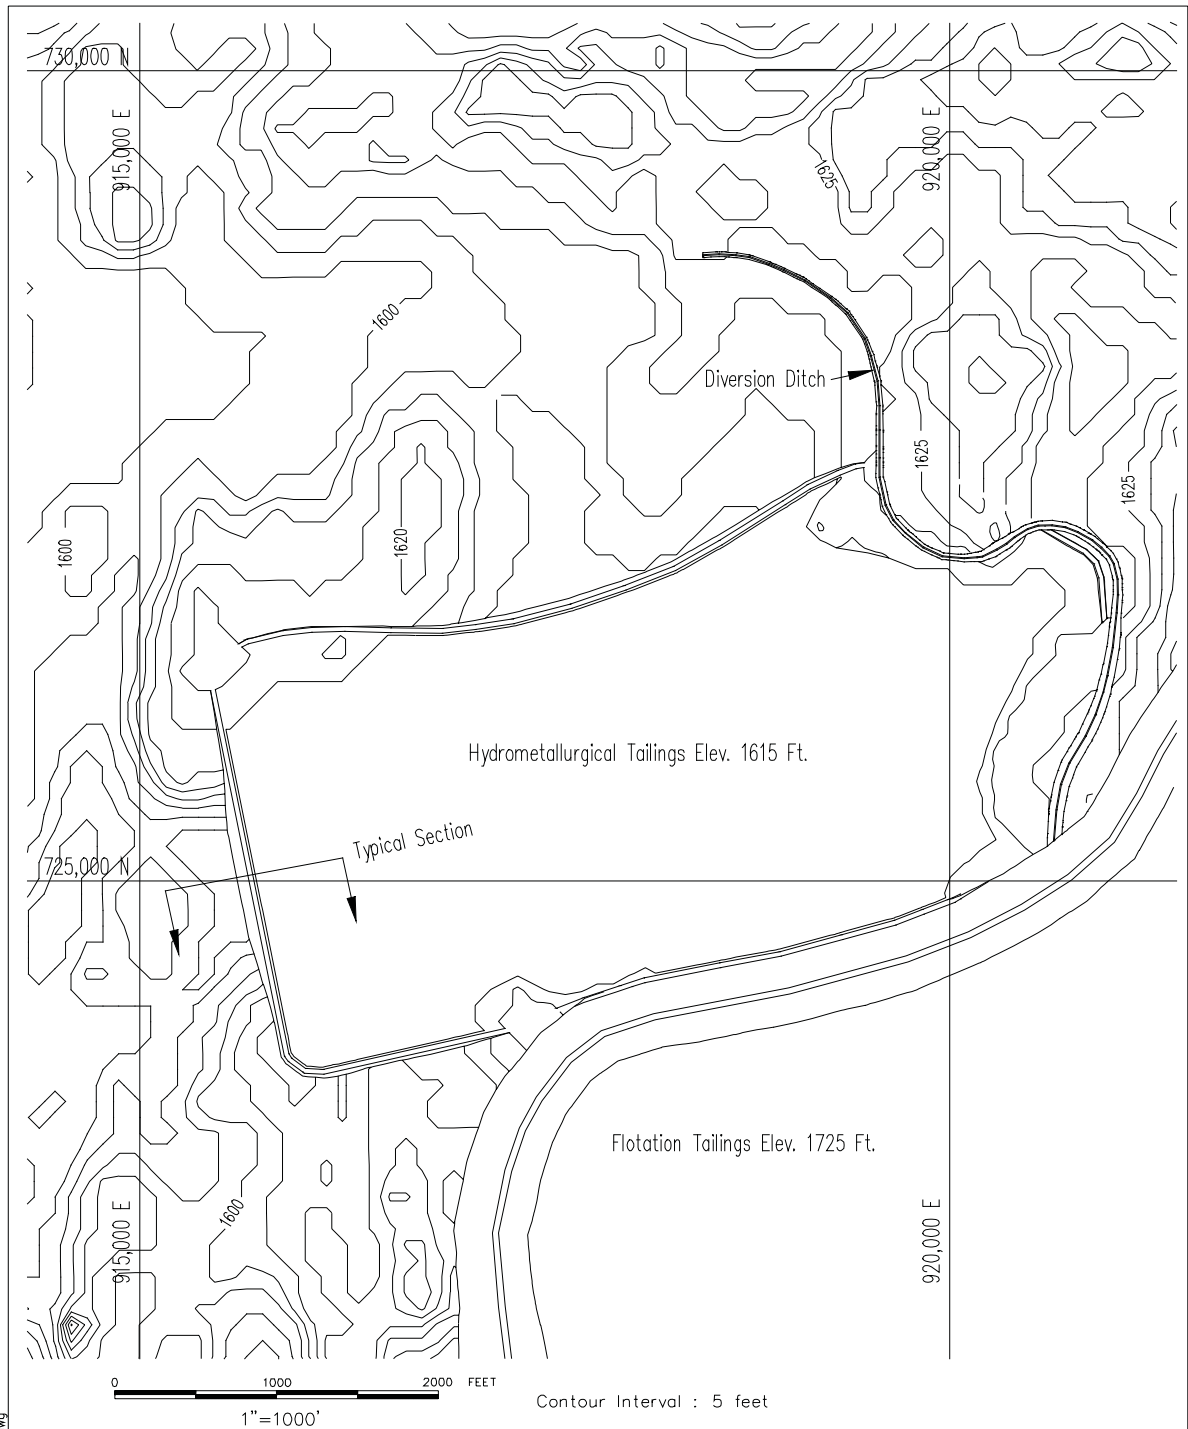 730,000 N
915,000 E
920,000 E
1625
1600
Diversion Ditch
1625
1625
1600
1620
Hydrometallurgical Tailings Elev. 1615 Ft.
Typical Section
725,000 N
Flotation Tailings Elev. 1725 Ft.
1600
915,000 E
920,000 E
0 1000 2000 FEET
1"=1000'
Contour Interval : 5 feet
wg